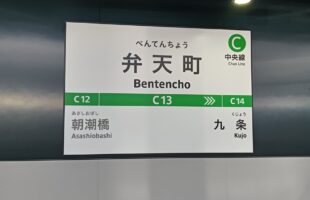 べんてんちょう
弁天町
Bentencho
C
中央線
Chuo Line
C12 C13 C14
あさしおばし
朝潮橋
Asashiobashi
くじょう
九条
Kujo